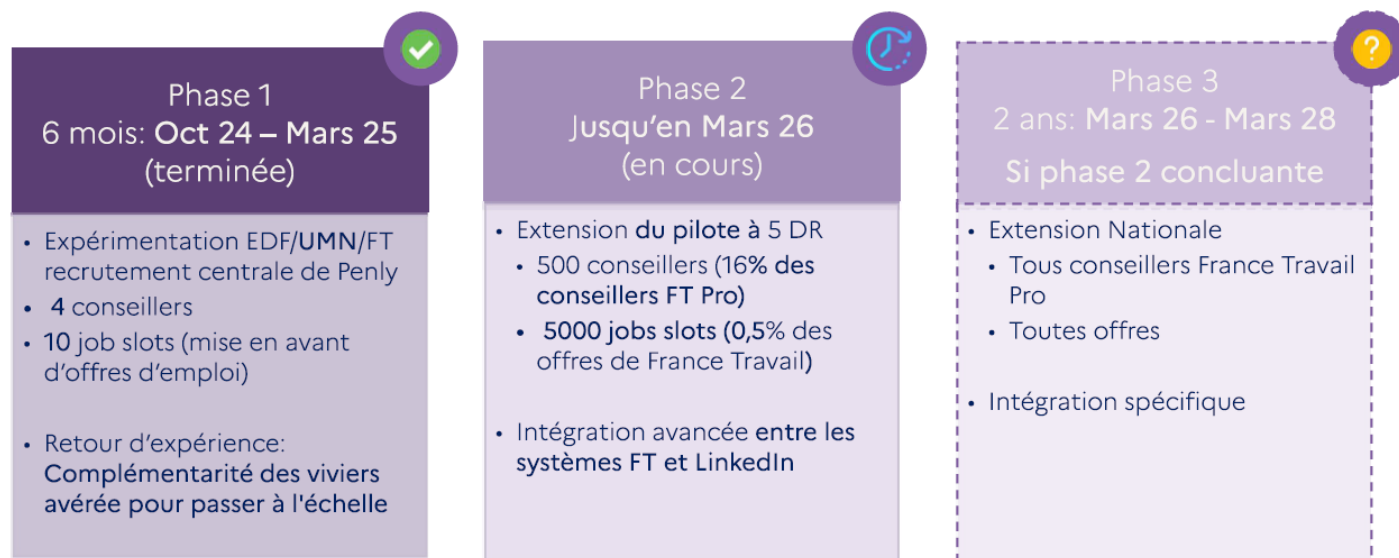 Phase 1
6 mois: Oct 24 – Mars 25
(terminée)
• Expérimentation EDF/UMN/FT
recrutement centrale de Penly
• 4 conseillers
• 10 job slots (mise en avant
d'offres d'emploi)
• Retour d'expérience:
Complémentarité des viviers
avérée pour passer à l'échelle
Phase 2
Jusqu'en Mars 26
(en cours)
• Extension du pilote à 5 DR
• 500 conseillers (16% des
conseillers FT Pro)
• 5000 jobs slots (0,5% des
offres de France Travail)
• Intégration avancée entre les
systèmes FT et LinkedIn
?
Phase 3
2 ans: Mars 26 - Mars 28
Si phase 2 concluante
• Extension Nationale
• Tous conseillers France Travail
Pro
• Toutes offres
• Intégration spécifique